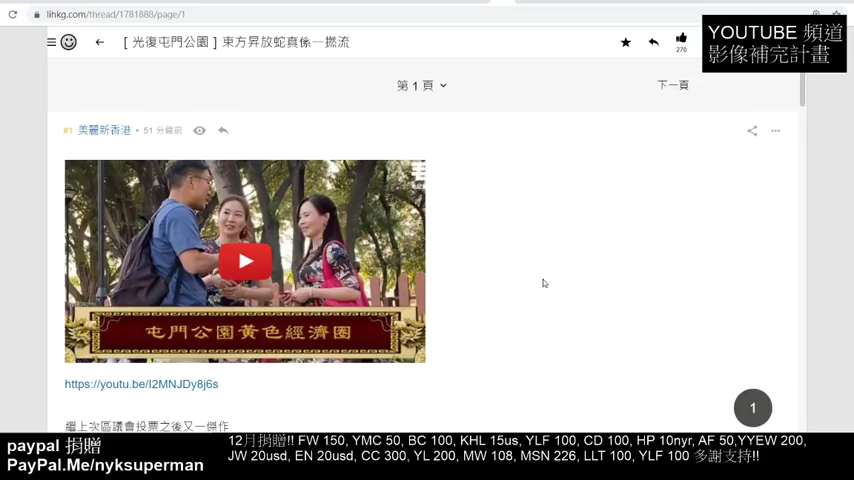 lihkg.com/thread/1781888/page/1
[ 光復屯門公園 ] 東方昇放蛇真係一撚流
270
YOUTUBE 頻道
影像補完計畫
第 1 頁
下一頁
#1 美麗新香港 • 51 分鐘前
屯門公園黃色經濟圈
https://youtu.be/I2MNJDy8j6s
1
繼上次區議會投票之後又一傑作
paypal 捐贈
PayPal.Me/nyksuperman
12月捐贈!! FW 150, YMC 50, BC 100, KHL 15us, YLF 100, CD 100, HP 10nyr, AF 50,YYEW 200,
JW 20usd, EN 20usd, CC 300, YL 200, MW 108, MSN 226, LLT 100, YLF 100 多謝支持!!